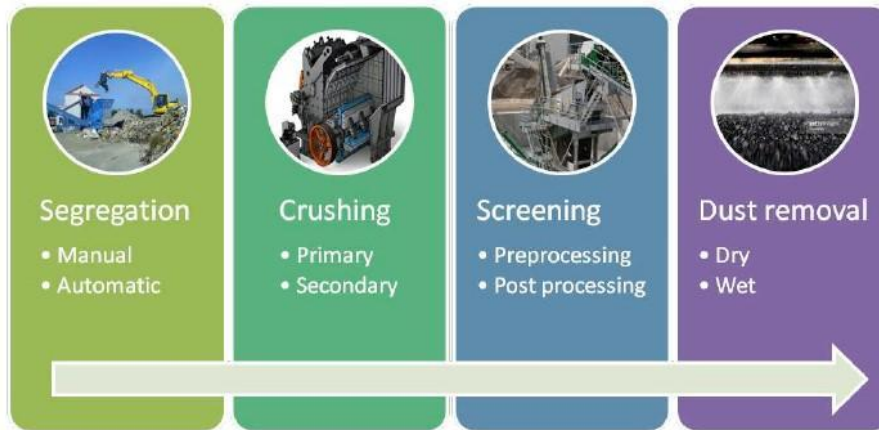 Segregation
• Manual
• Automatic
Crushing
• Primary
• Secondary
Screening
• Preprocessing
• Post processing
Dust removal
• Dry
• Wet